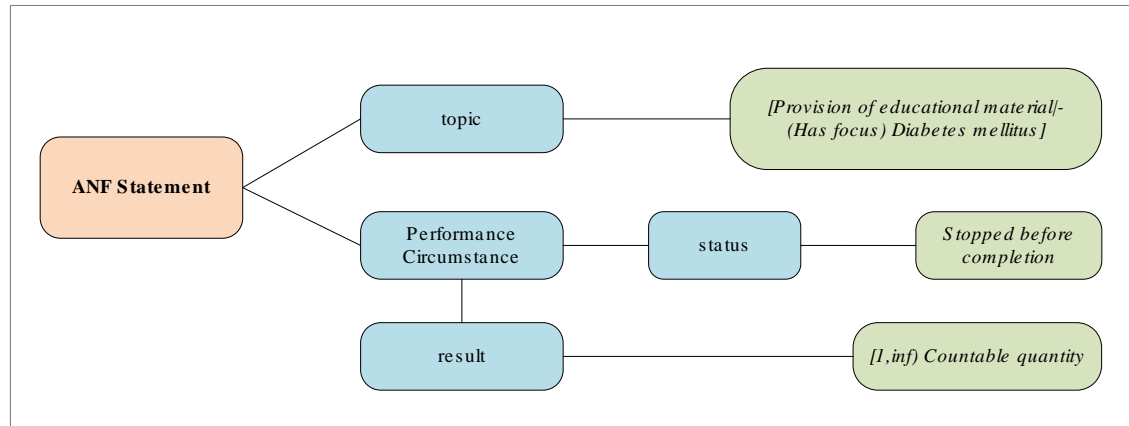 topic
[Provision of educational material|-
(Has focus) Diabetes mellitus]
ANF Statement
Performance
Circumstance
status
Stopped before
completion
result
[1,inf) Countable quantity